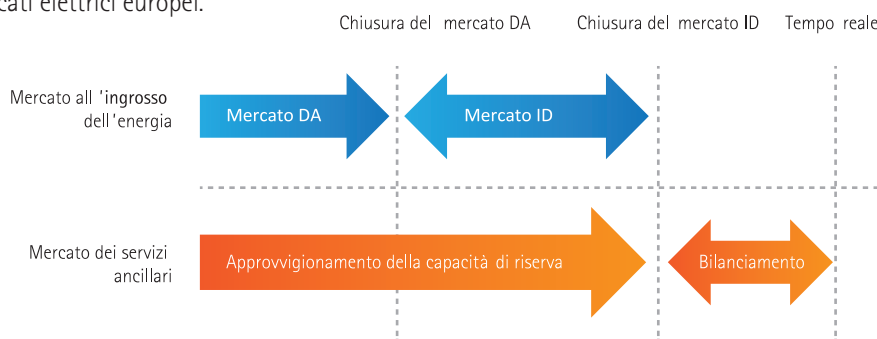 cati elettrici europei.
Chiusura del mercato DA Chiusura del mercato ID Tempo reale
Mercato all'ingrosso
dell'energia
Mercato DA
Mercato ID
Mercato dei servizi
ancillari
Approvvigionamento della capacità di riserva
Bilanciamento